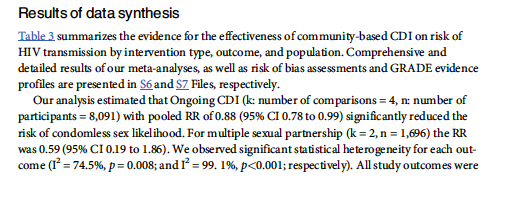 Results of data synthesis
Table 3 summarizes the evidence for the effectiveness of community-based CDI on risk of
HIV transmission by intervention type, outcome, and population. Comprehensive and
detailed results of our meta-analyses, as well as risk of bias assessments and GRADE evidence
profiles are presented in S6 and S7 Files, respectively.
Our analysis estimated that Ongoing CDI (k: number of comparisons = 4, n: number of
participants = 8,091) with pooled RR of 0.88 (95% CI 0.78 to 0.99) significantly reduced the
risk of condomless sex likelihood. For multiple sexual partnership (k = 2, n = 1,696) the RR
was 0.59 (95% CI 0.19 to 1.86). We observed significant statistical heterogeneity for each out-
come (I² = 74.5%, p = 0.008; and I² = 99. 1%, p<0.001; respectively). All study outcomes were